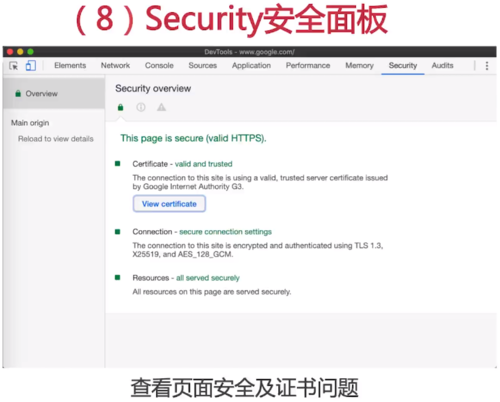 （8）Security安全面板
DevTools - www.google.com/
Elements Network Console Sources Application Performance Memory Security Audits
Overview
Main origin
Reload to view details
Security overview
This page is secure (valid HTTPS).
Certificate - valid and trusted
The connection to this site is using a valid, trusted server certificate issued
by Google Internet Authority G3.
View certificate
Connection - secure connection settings
The connection to this site is encrypted and authenticated using TLS 1.3,
X25519, and AES_128_GCM.
Resources - all served securely
All resources on this page are served securely.
查看页面安全及证书问题